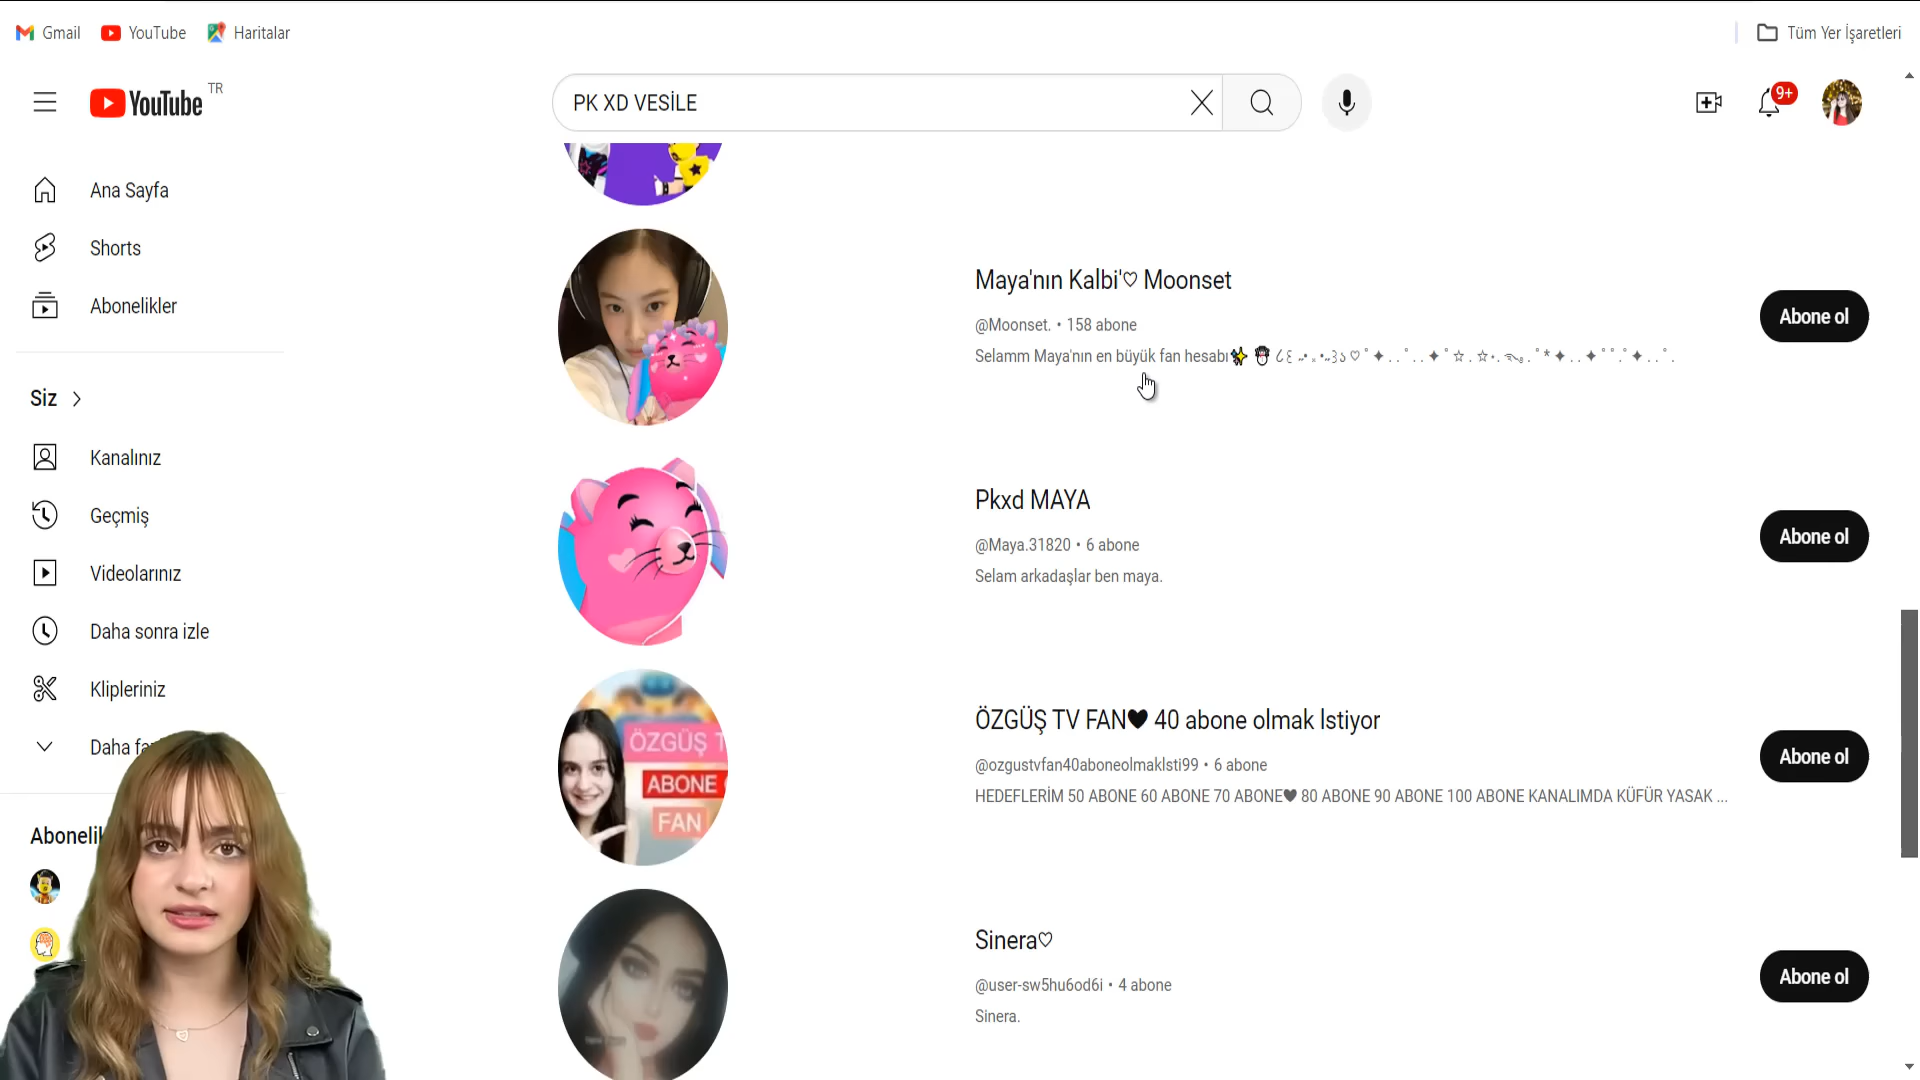 Gmail
YouTube
Haritalar
Tüm Yer İşaretleri
YouTube TR
PK XD VESİLE
9+
Ana Sayfa
Shorts
Abonelikler
Siz
Kanalınız
Geçmiş
Videolarınız
Daha sonra izle
Klipleriniz
Daha
Abonelik
Maya'nın Kalbi'♡ Moonset
@Moonset. • 158 abone
Selamm Maya'nın en büyük fan hesabı✨ ☃
Abone ol
Pkxd MAYA
@Maya.31820 • 6 abone
Selam arkadaşlar ben maya.
Abone ol
ÖZGÜŞ T
ABONE
FAN
ÖZGÜŞ TV FAN♥ 40 abone olmak Istiyor
@ozgustvfan40aboneolmaklsti99 • 6 abone
HEDEFLERİM 50 ABONE 60 ABONE 70 ABONE♥ 80 ABONE 90 ABONE 100 ABONE KANALIMDA KÜFÜR YASAK ...
Abone ol
Sinera♡
@user-sw5hu6od6i • 4 abone
Sinera.
Abone ol